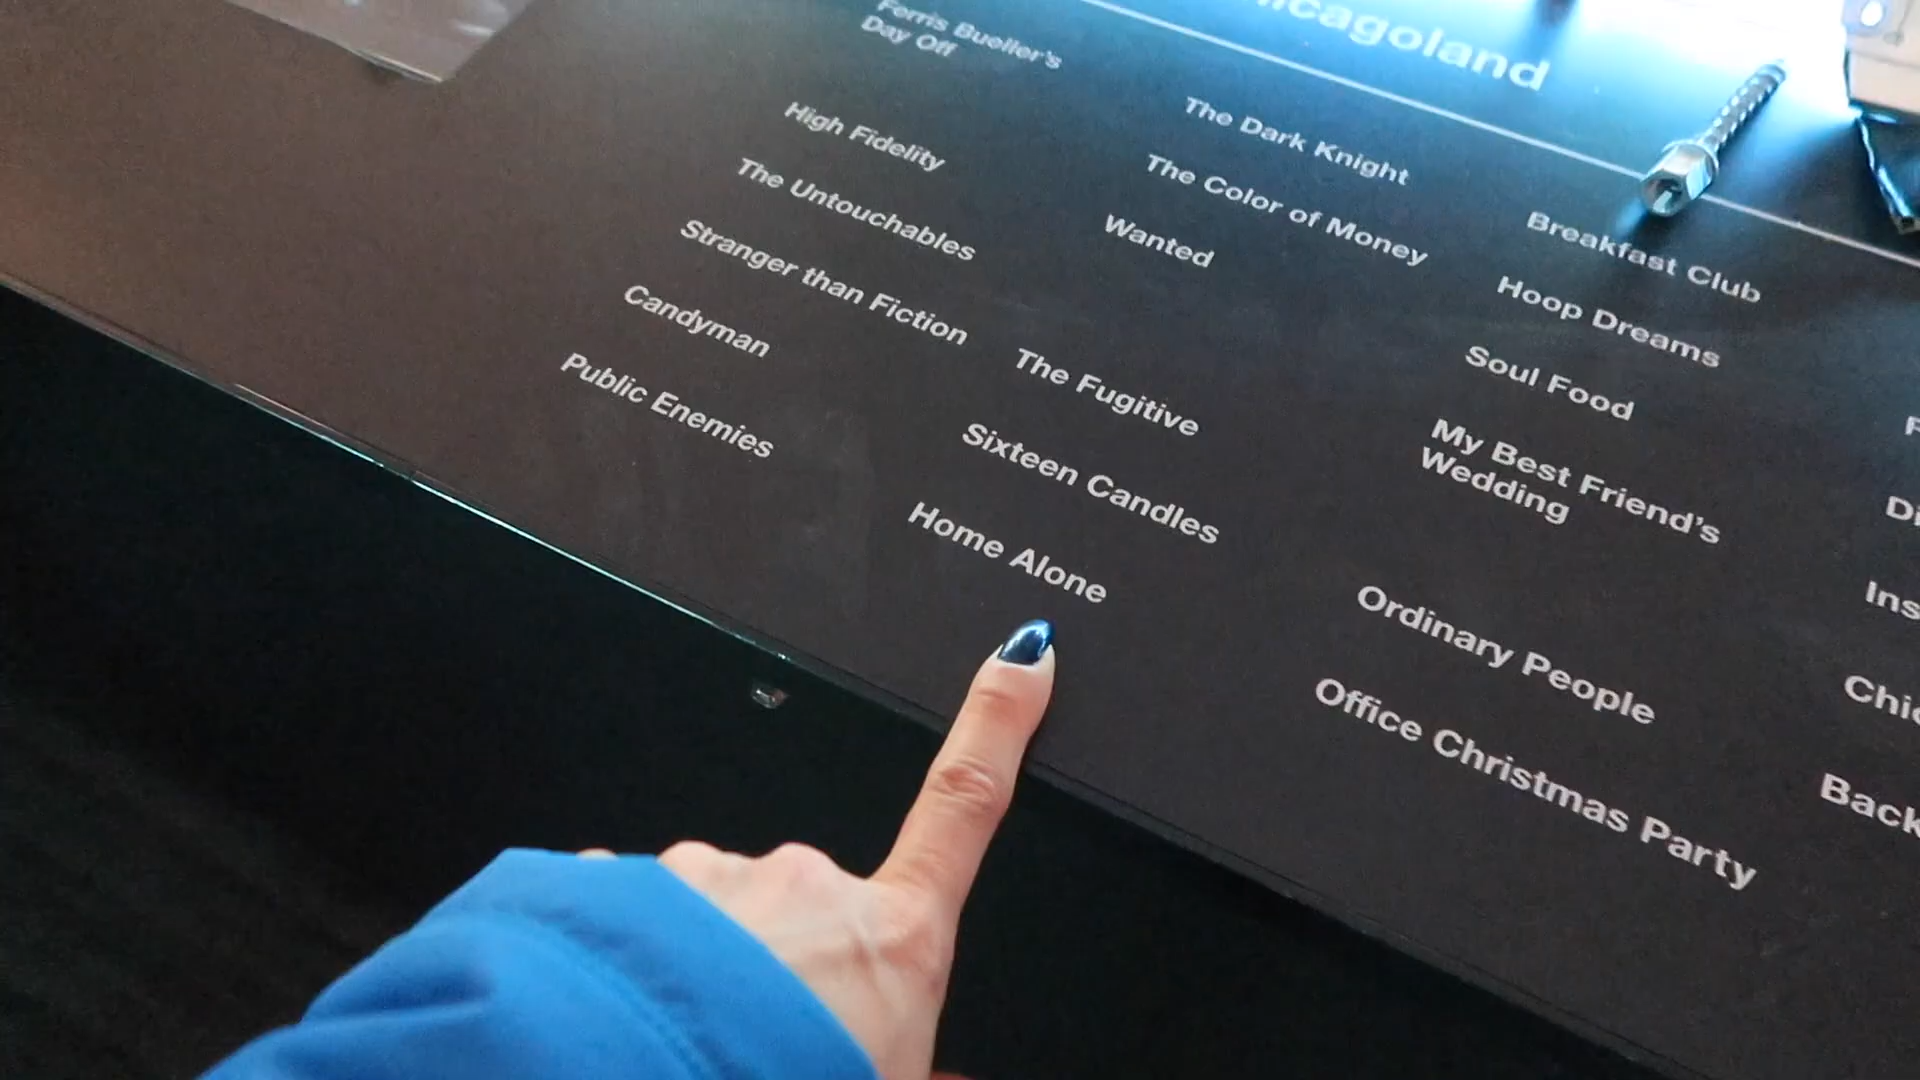 Ferris Bueller's
Day Off
High Fidelity
The Untouchables
Stranger than Fiction
Candyman
Public Enemies
The Dark Knight
The Color of Money
Wanted
The Fugitive
Sixteen Candles
Home Alone
Breakfast Club
Hoop Dreams
Soul Food
My Best Friend's
Wedding
Ordinary People
Office Christmas Party
Back